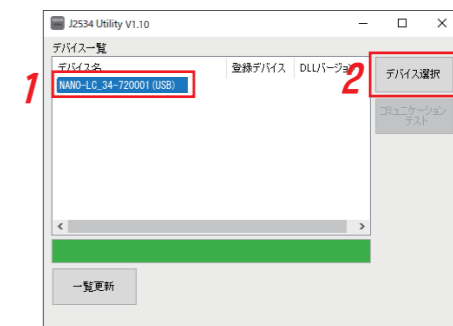 J2534 Utility V1.10
デバイス一覧
デバイス名 登録デバイス DLLバージョン
1
NANO-LC_34-720001(USB)
2
デバイス選択
コミュニケーション
テスト
一覧更新